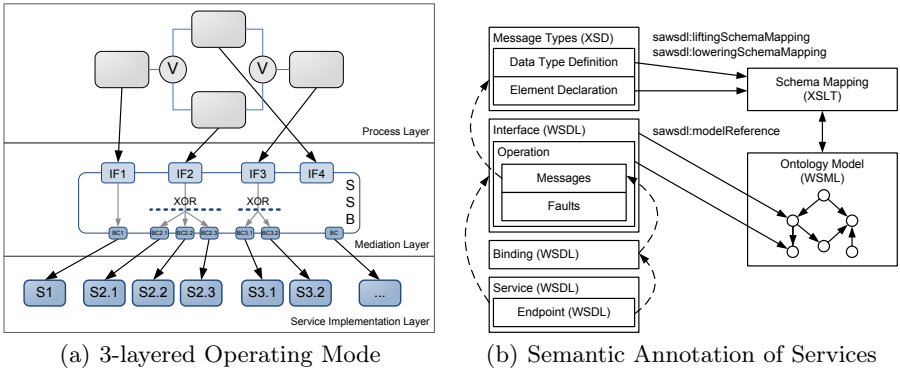 V
V
Process Layer
IF1
IF2
IF3
IF4
XOR
XOR
S
S
B
BC1
BC2.1
BC2.2
BC2.3
BC3.1
BC3.2
BC
Mediation Layer
S1
S2.1
S2.2
S2.3
S3.1
S3.2
...
Service Implementation Layer
(a) 3-layered Operating Mode
Message Types (XSD)
Data Type Definition
Element Declaration
Interface (WSDL)
Operation
Messages
Faults
Binding (WSDL)
Service (WSDL)
Endpoint (WSDL)
sawsdl:liftingSchemaMapping
sawsdl:loweringSchemaMapping
Schema Mapping
(XSLT)
sawsdl:modelReference
Ontology Model
(WSML)
(b) Semantic Annotation of Services